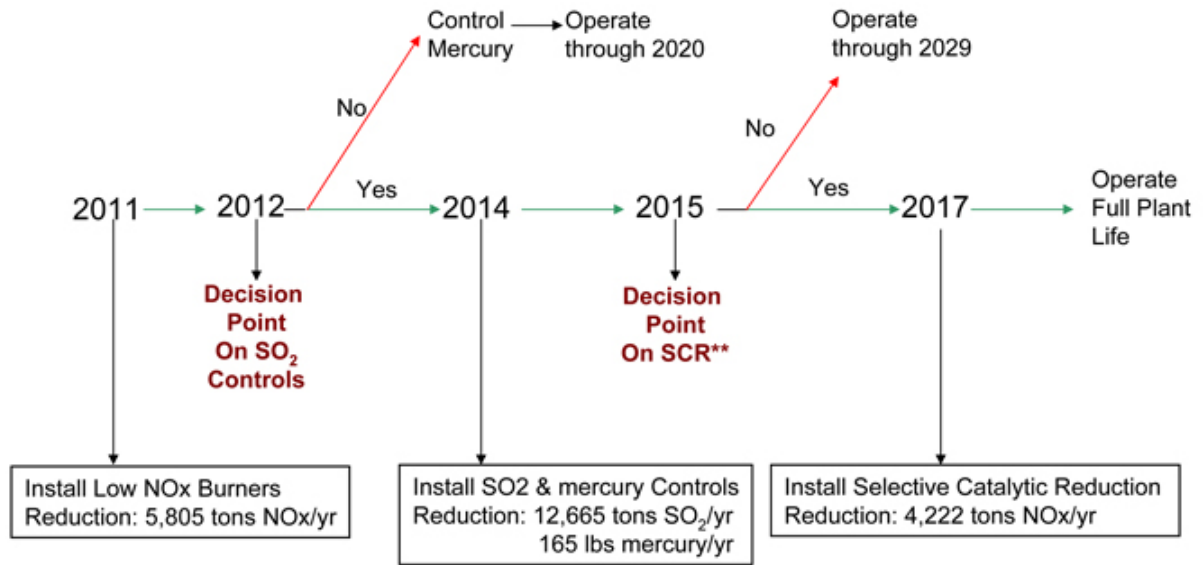 Control
Mercury
Operate
through 2020
Operate
through 2029
No
No
Yes
Yes
2011
2012
2014
2015
2017
Operate
Full Plant
Life
Decision
Point
On SO₂
Controls
Decision
Point
On SCR**
Install Low NOx Burners
Reduction: 5,805 tons NOx/yr
Install SO2 & mercury Controls
Reduction: 12,665 tons SO₂/yr
165 lbs mercury/yr
Install Selective Catalytic Reduction
Reduction: 4,222 tons NOx/yr